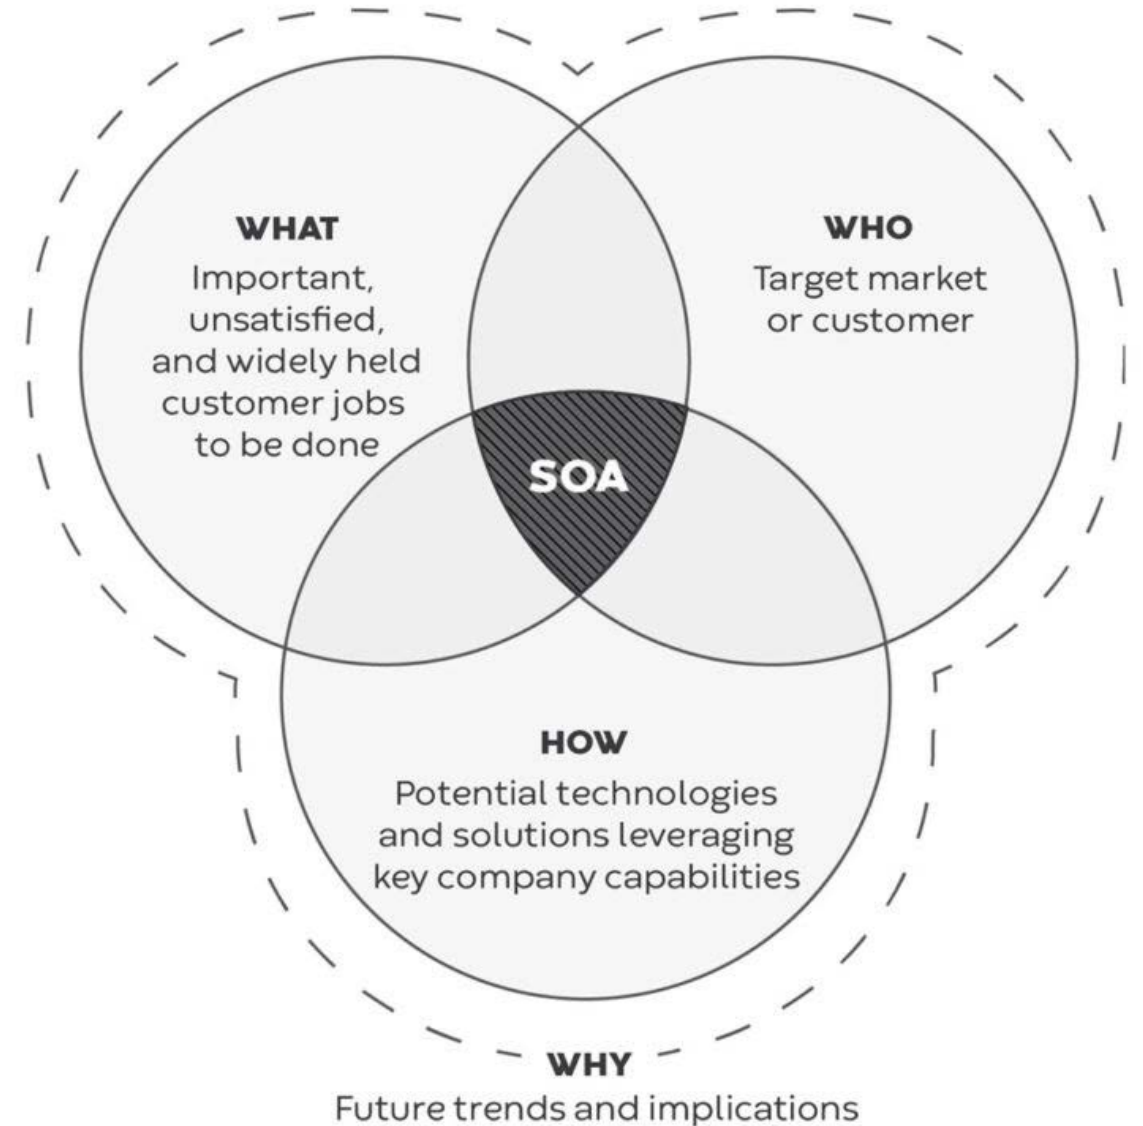 WHAT
Important,
unsatisfied,
and widely held
customer jobs
to be done
WHO
Target market
or customer
SOA
HOW
Potential technologies
and solutions leveraging
key company capabilities
WHY
Future trends and implications